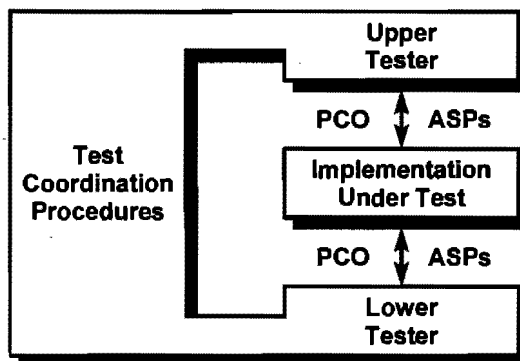 Upper
Tester
PCO ASPs
Test
Coordination
Procedures
Implementation
Under Test
PCO ASPs
Lower
Tester